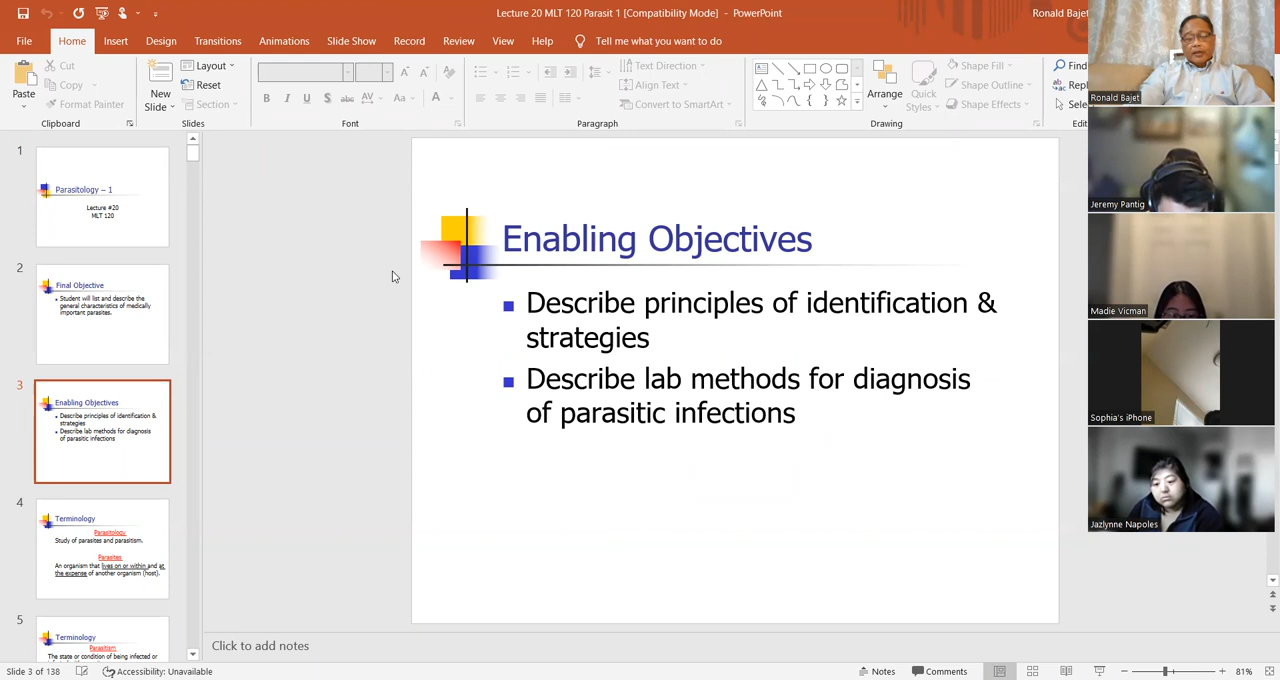 Lecture 20 MLT 120 Parasit 1 [Compatibility Mode] - PowerPoint
Ronald Bajet
File Home Insert Design Transitions Animations Slide Show Record Review View Help Tell me what you want to do
Paste
Cut
Copy
Format Painter
Clipboard
New
Slide
Layout
Reset
Section
Slides
B I U S abc AV Aa A
Font
Text Direction
Align Text
Convert to SmartArt
Paragraph
Arrange
Quick
Styles
Shape Fill
Shape Outline
Shape Effects
Drawing
Find
1
Parasitology – 1
Lecture #20
MLT 120
2
Final Objective
Student will list and describe the
general characteristics of medically
important parasites.
3
Enabling Objectives
Describe principles of identification &
strategies
Describe lab methods for diagnosis
of parasitic infections
4
Terminology
Parasitology
Study of parasites and parasitism.
Parasites
An organism that lives on or within and at
the expense of another organism (host).
5
Terminology
Parasitism
The state or condition of being infected or
Enabling Objectives
Describe principles of identification &
strategies
Describe lab methods for diagnosis
of parasitic infections
Click to add notes
Ronald Bajet
Jeremy Pantig
Madie Vicman
Sophia's iPhone
Jazlynne Napoles
Slide 3 of 138 Accessibility: Unavailable
Notes Comments 81%